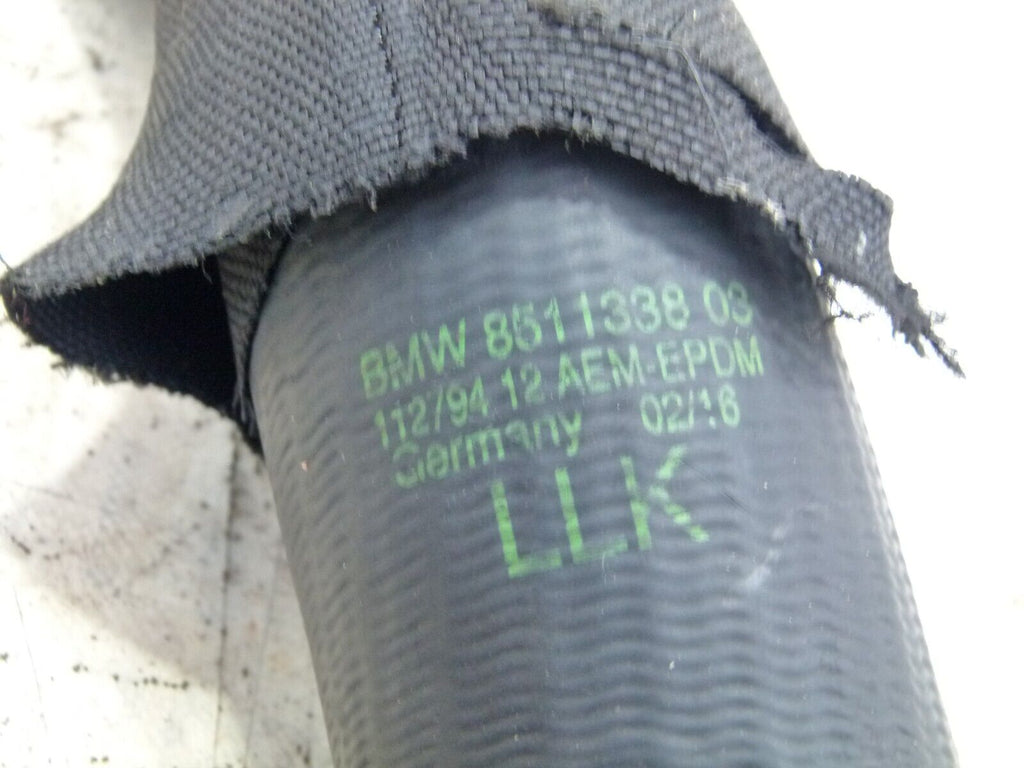 BMW 8511338 03
112/94 12 AEM-EPDM
Germany 02/16
LLK